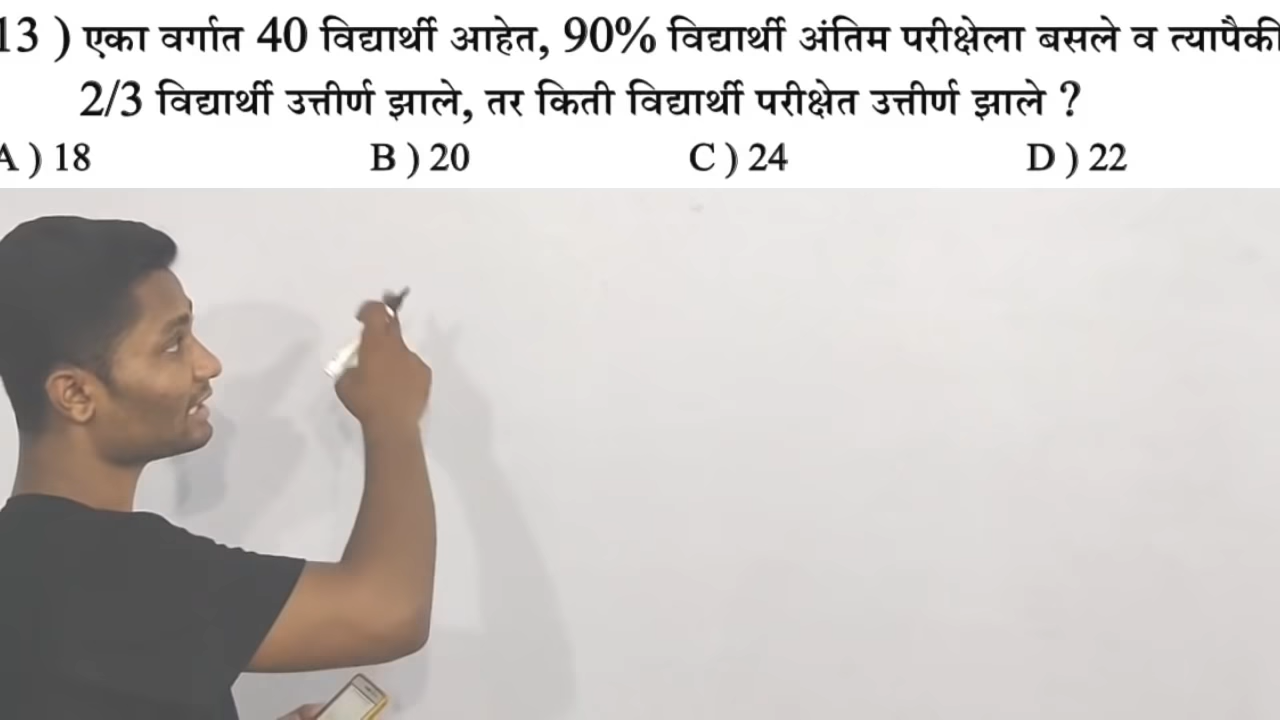 13 ) एका वर्गात 40 विद्यार्थी आहेत, 90% विद्यार्थी अंतिम परीक्षेला बसले व त्यापैकी
2/3 विद्यार्थी उत्तीर्ण झाले, तर किती विद्यार्थी परीक्षेत उत्तीर्ण झाले ?
A ) 18 B ) 20 C ) 24 D ) 22